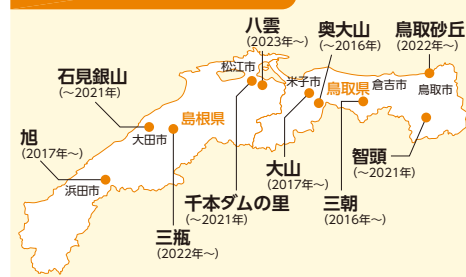 八雲
(2023年~)
奥大山
(~2016年)
鳥取砂丘
(2022年~)
石見銀山
(~2021年)
松江市
米子市
鳥取県
倉吉市
鳥取市
島根県
旭
(2017年~)
大田市
浜田市
三瓶
(2022年~)
千本ダムの里
(~2021年)
大山
(2017年~)
三朝
(2016年~)
智頭
(~2021年)